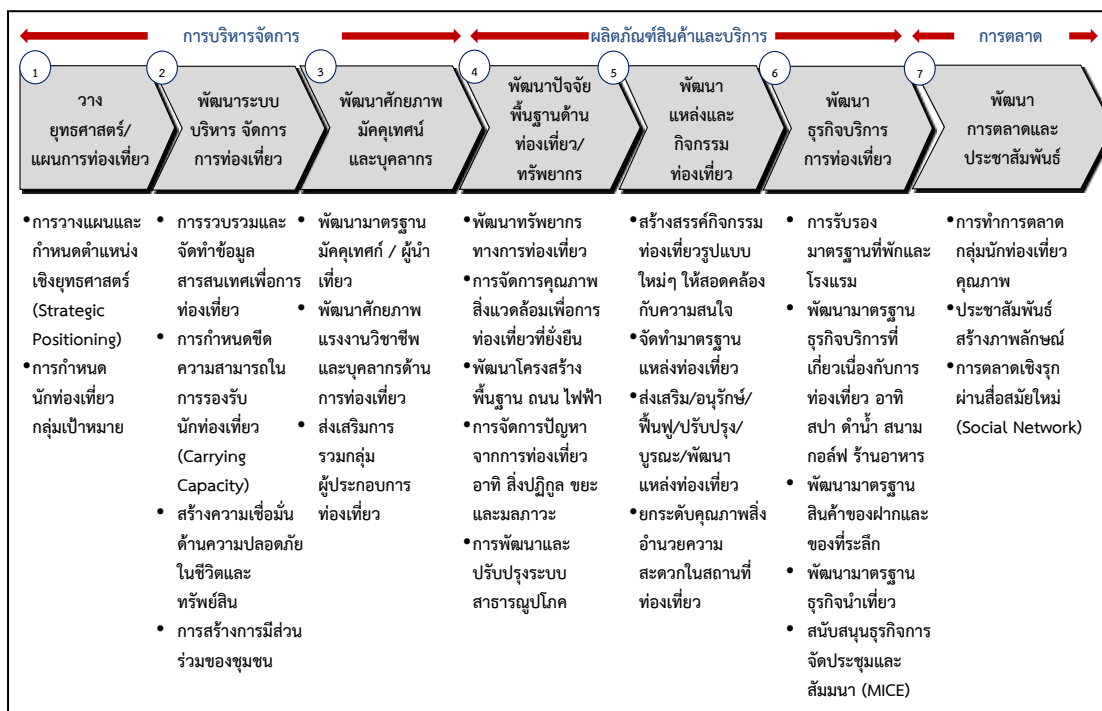 การบริหารจัดการ
ผลิตภัณฑ์สินค้าและบริการ
การตลาด
1
วาง
ยุทธศาสตร์/
แผนการท่องเที่ยว
2
พัฒนาระบบ
บริหาร จัดการ
การท่องเที่ยว
3
พัฒนาศักยภาพ
มัคคุเทศน์
และบุคลากร
4
พัฒนาปัจจัย
พื้นฐานด้าน
ท่องเที่ยว/
ทรัพยากร
5
พัฒนา
แหล่งและ
กิจกรรม
ท่องเที่ยว
6
พัฒนา
ธุรกิจบริการ
การท่องเที่ยว
7
พัฒนา
การตลาดและ
ประชาสัมพันธ์
•การวางแผนและ
กำหนดตำแหน่ง
เชิงยุทธศาสตร์
(Strategic
Positioning)
•การกำหนด
นักท่องเที่ยว
กลุ่มเป้าหมาย
• การรวบรวมและ
จัดทำข้อมูล
สารสนเทศเพื่อการ
ท่องเที่ยว
• การกำหนดขีด
ความสามารถใน
การรองรับ
นักท่องเที่ยว
(Carrying
Capacity)
• สร้างความเชื่อมั่น
ด้านความปลอดภัย
ในชีวิตและ
ทรัพย์สิน
• การสร้างการมีส่วน
ร่วมของชุมชน
• พัฒนามาตรฐาน
มัคคุเทศก์ / ผู้นำ
เที่ยว
• พัฒนาศักยภาพ
แรงงานวิชาชีพ
และบุคลากรด้าน
การท่องเที่ยว
• ส่งเสริมการ
รวมกลุ่ม
ผู้ประกอบการ
ท่องเที่ยว
•พัฒนาทรัพยากร
ทางการท่องเที่ยว
•การจัดการคุณภาพ
สิ่งแวดล้อมเพื่อการ
ท่องเที่ยวที่ยั่งยืน
•พัฒนาโครงสร้าง
พื้นฐาน ถนน ไฟฟ้า
•การจัดการปัญหา
จากการท่องเที่ยว
อาทิ สิ่งปฏิกูล ขยะ
และมลภาวะ
•การพัฒนาและ
ปรับปรุงระบบ
สาธารณูปโภค
•สร้างสรรค์กิจกรรม
ท่องเที่ยวรูปแบบ
ใหม่ๆ ให้สอดคล้อง
กับความสนใจ
•จัดทำมาตรฐาน
แหล่งท่องเที่ยว
•ส่งเสริม/อนุรักษ์/
ฟื้นฟู/ปรับปรุง/
บูรณะ/พัฒนา
แหล่งท่องเที่ยว
•ยกระดับคุณภาพสิ่ง
อำนวยความ
สะดวกในสถานที่
ท่องเที่ยว
• การรับรอง
มาตรฐานที่พักและ
โรงแรม
• พัฒนามาตรฐาน
ธุรกิจบริการที่
เกี่ยวเนื่องกับการ
ท่องเที่ยว อาทิ
สปา ดำน้ำ สนาม
กอล์ฟ ร้านอาหาร
• พัฒนามาตรฐาน
สินค้าของฝากและ
ของที่ระลึก
• พัฒนามาตรฐาน
ธุรกิจนำเที่ยว
• สนับสนุนธุรกิจการ
จัดประชุมและ
สัมมนา (MICE)
•การทำการตลาด
กลุ่มนักท่องเที่ยว
คุณภาพ
•ประชาสัมพันธ์
สร้างภาพลักษณ์
•การตลาดเชิงรุก
ผ่านสื่อสมัยใหม่
(Social Network)